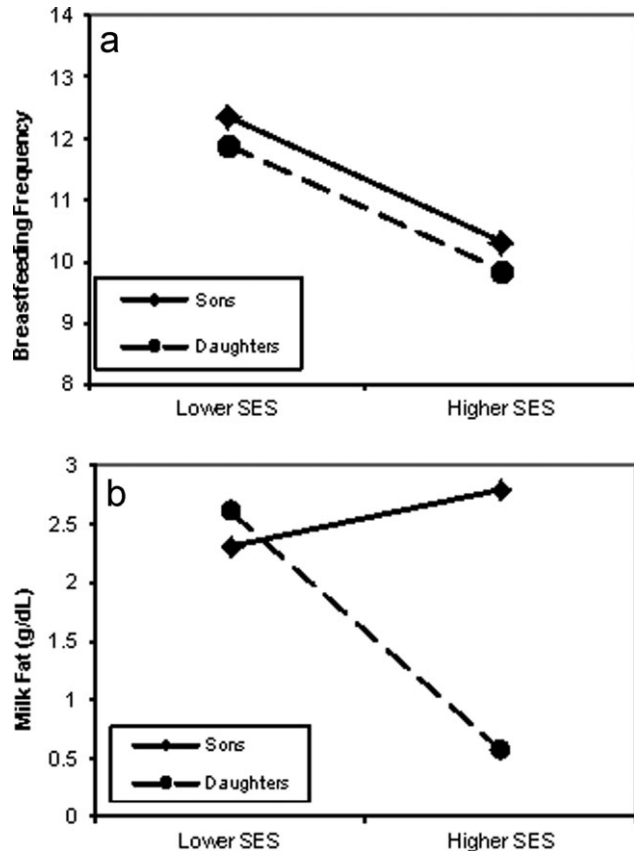 a
14
13
12
11
10
9
8
Breastfeeding Frequency
Sons
Daughters
Lower SES Higher SES
b
3
2.5
2
1.5
1
0.5
0
Milk Fat (g/dL)
Sons
Daughters
Lower SES Higher SES